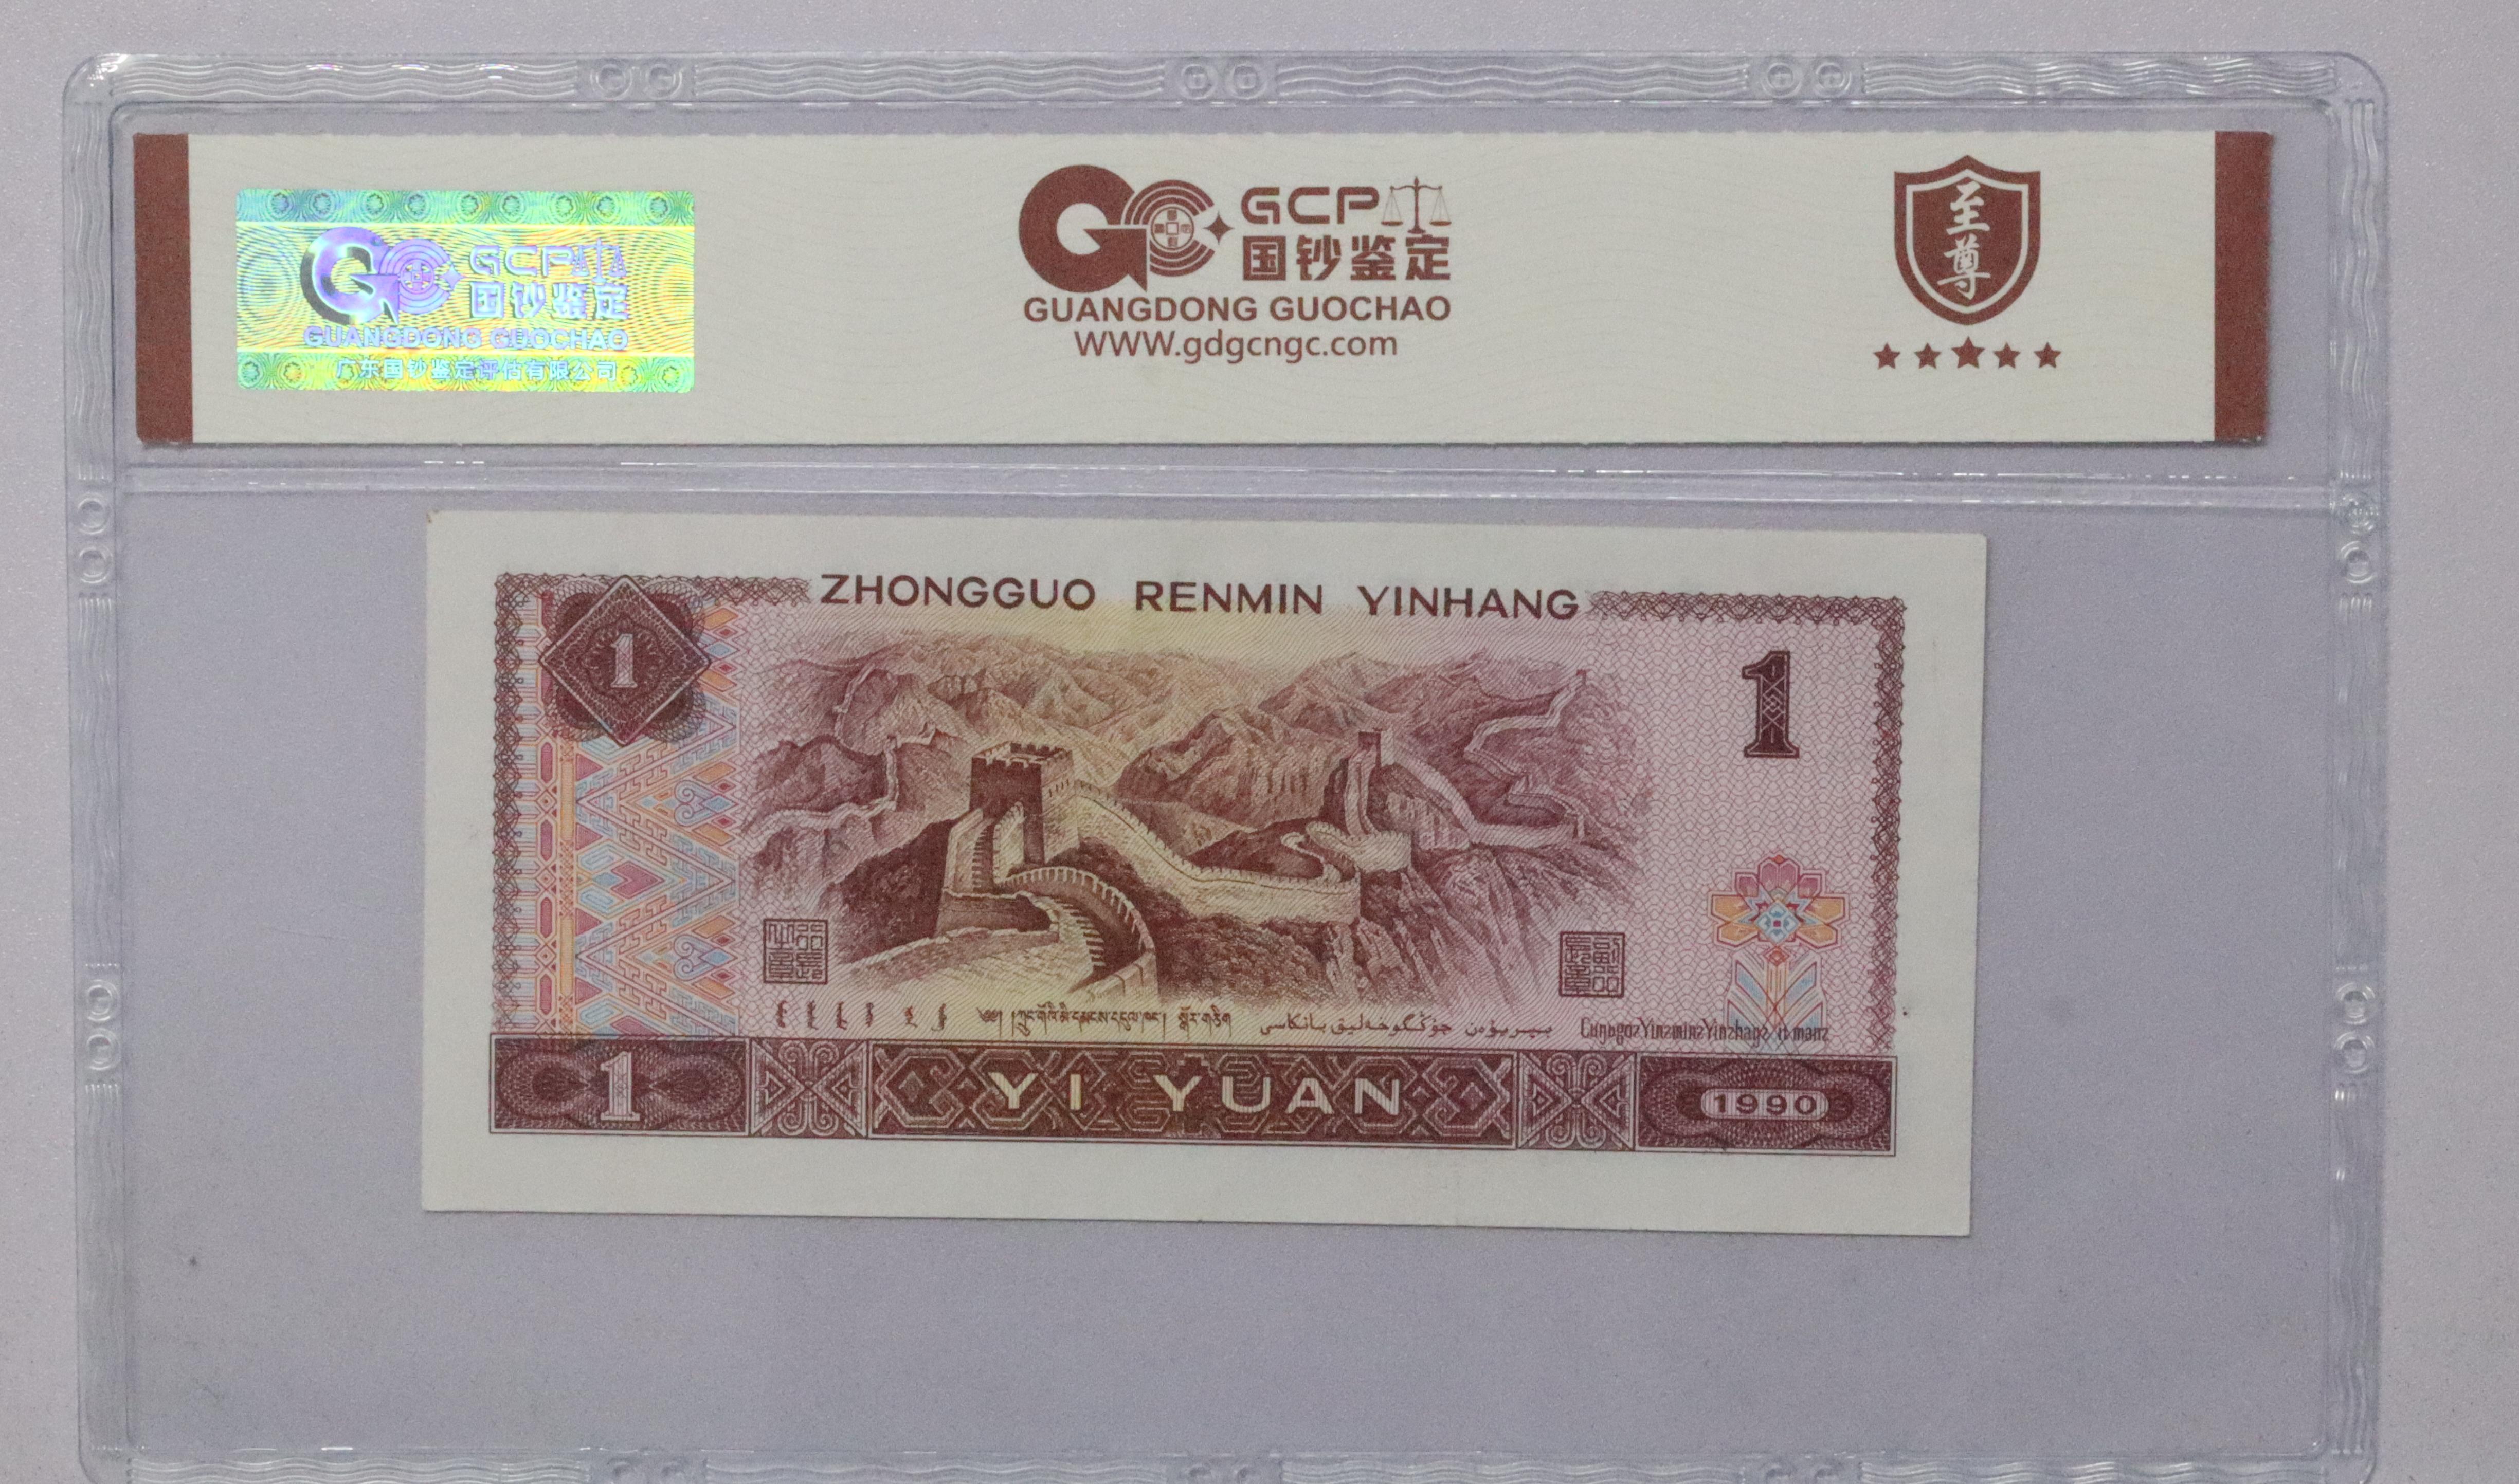 GCP
国钞鉴定
GUANGDONG GUOCHAO
广东国钞鉴定评估有限公司
GCP
国钞鉴定
GUANGDONG GUOCHAO
WWW.gdgcngc.com
至尊
ZHONGGUO RENMIN YINHANG
1
1
1 YI YUAN 1990